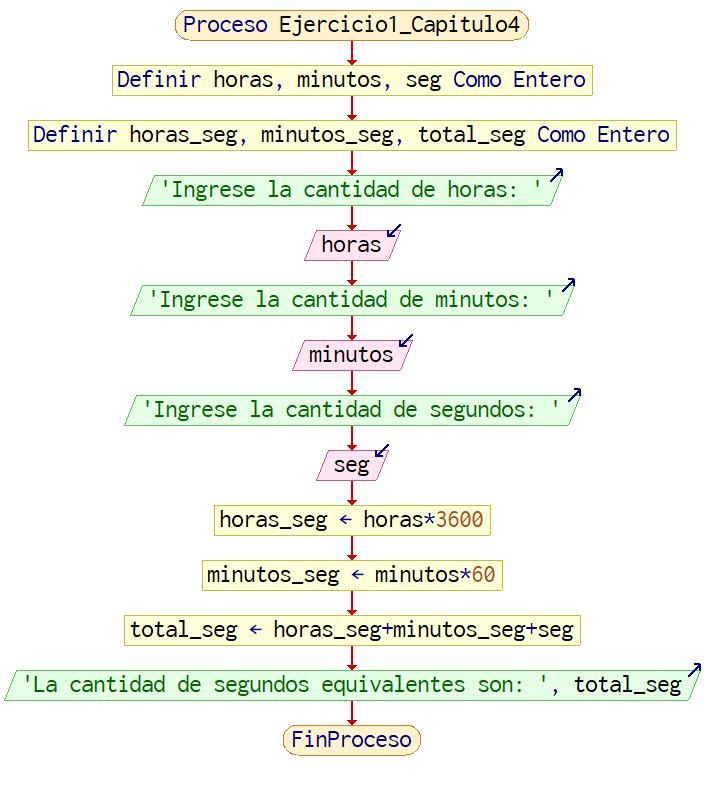 Proceso Ejercicio1_Capitulo4
Definir horas, minutos, seg Como Entero
Definir horas_seg, minutos_seg, total_seg Como Entero
'Ingrese la cantidad de horas: '
horas
'Ingrese la cantidad de minutos: '
minutos
'Ingrese la cantidad de segundos: '
seg
horas_seg ← horas*3600
minutos_seg ← minutos*60
total_seg ← horas_seg+minutos_seg+seg
'La cantidad de segundos equivalentes son: ', total_seg
FinProceso